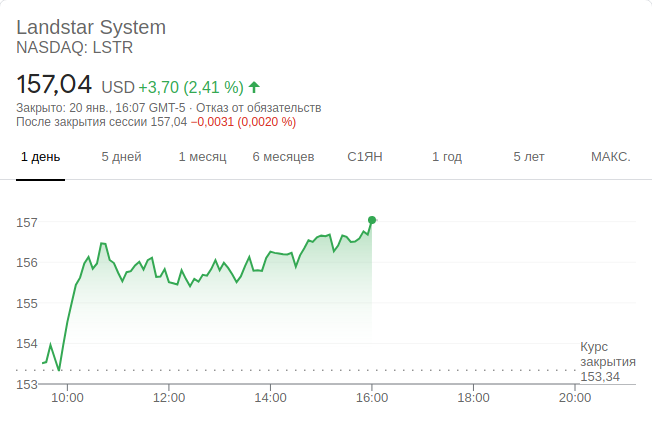 Landstar System
NASDAQ: LSTR
157,04 USD +3,70 (2,41 %)
Закрыто: 20 янв., 16:07 GMT-5 · Отказ от обязательств
После закрытия сессии 157,04 −0,0031 (0,0020 %)
1 день 5 дней 1 месяц 6 месяцев С1ЯН 1 год 5 лет МАКС.
157
156
155
154
Курс
закрытия
153,34
153
10:00 12:00 14:00 16:00 18:00 20:00